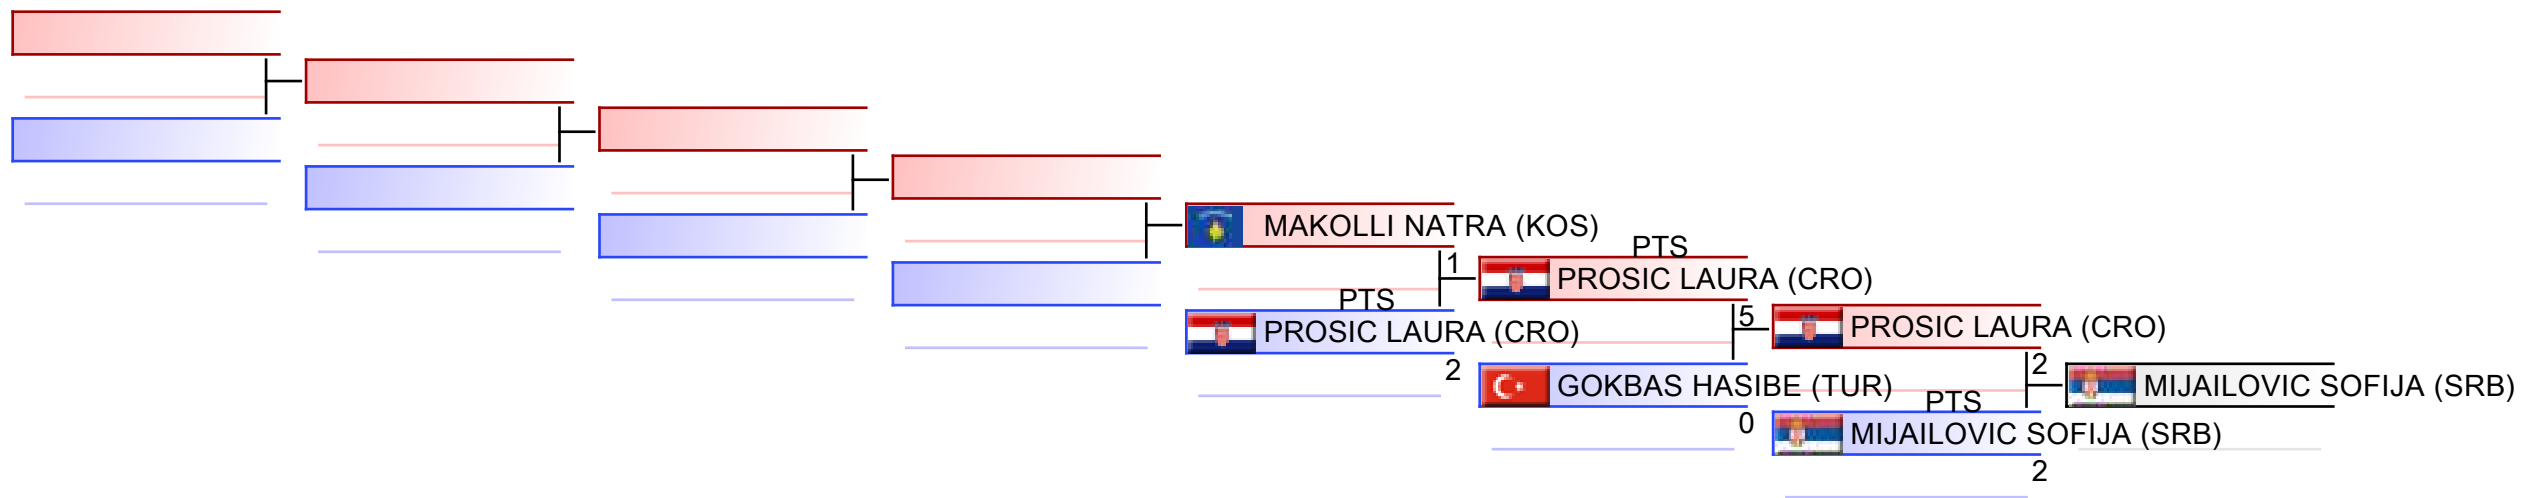 MAKOLLI NATRA (KOS)
1
PTS
PROSIC LAURA (CRO)
2
PTS
PROSIC LAURA (CRO)
5
GOKBAS HASIBE (TUR)
0
PROSIC LAURA (CRO)
2
PTS
MIJAILOVIC SOFIJA (SRB)
2
MIJAILOVIC SOFIJA (SRB)